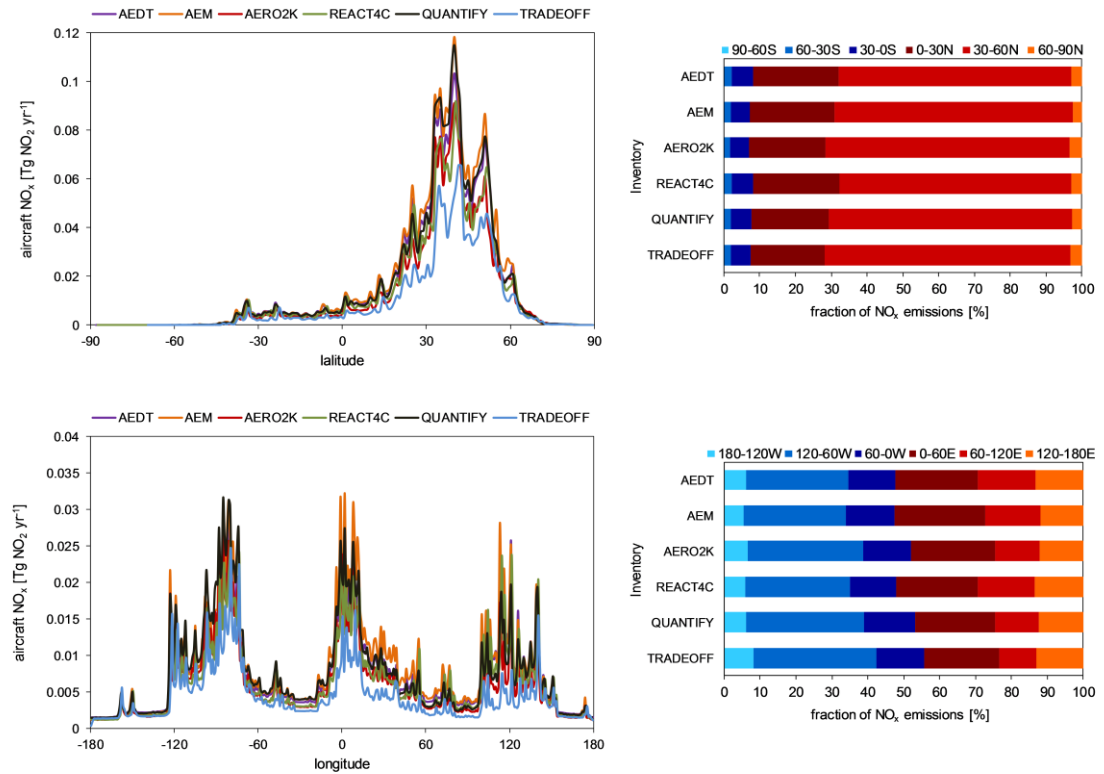 AEDT AEM AERO2K REACT4C QUANTIFY TRADEOFF
0.12
0.1
0.08
0.06
0.04
0.02
0
aircraft NOx [Tg NO2 yr-1]
-90 -60 -30 0 30 60 90
lalitude
90-60S 60-30S 30-0S 0-30N 30-60N 60-90N
Inventory
AEDT
AEM
AERO2K
REACT4C
QUANTIFY
TRADEOFF
0 10 20 30 40 50 60 70 80 90 100
fraction of NOx emissions [%]
AEDT AEM AERO2K REACT4C QUANTIFY TRADEOFF
0.04
0.035
0.03
0.025
0.02
0.015
0.01
0.005
0
aircraft NOx [Tg NO2 yr-1]
-180 -120 -60 0 60 120 180
longitude
180-120W 120-60W 60-0W 0-60E 60-120E 120-180E
Inventory
AEDT
AEM
AERO2K
REACT4C
QUANTIFY
TRADEOFF
0 10 20 30 40 50 60 70 80 90 100
fraction of NOx emissions [%]